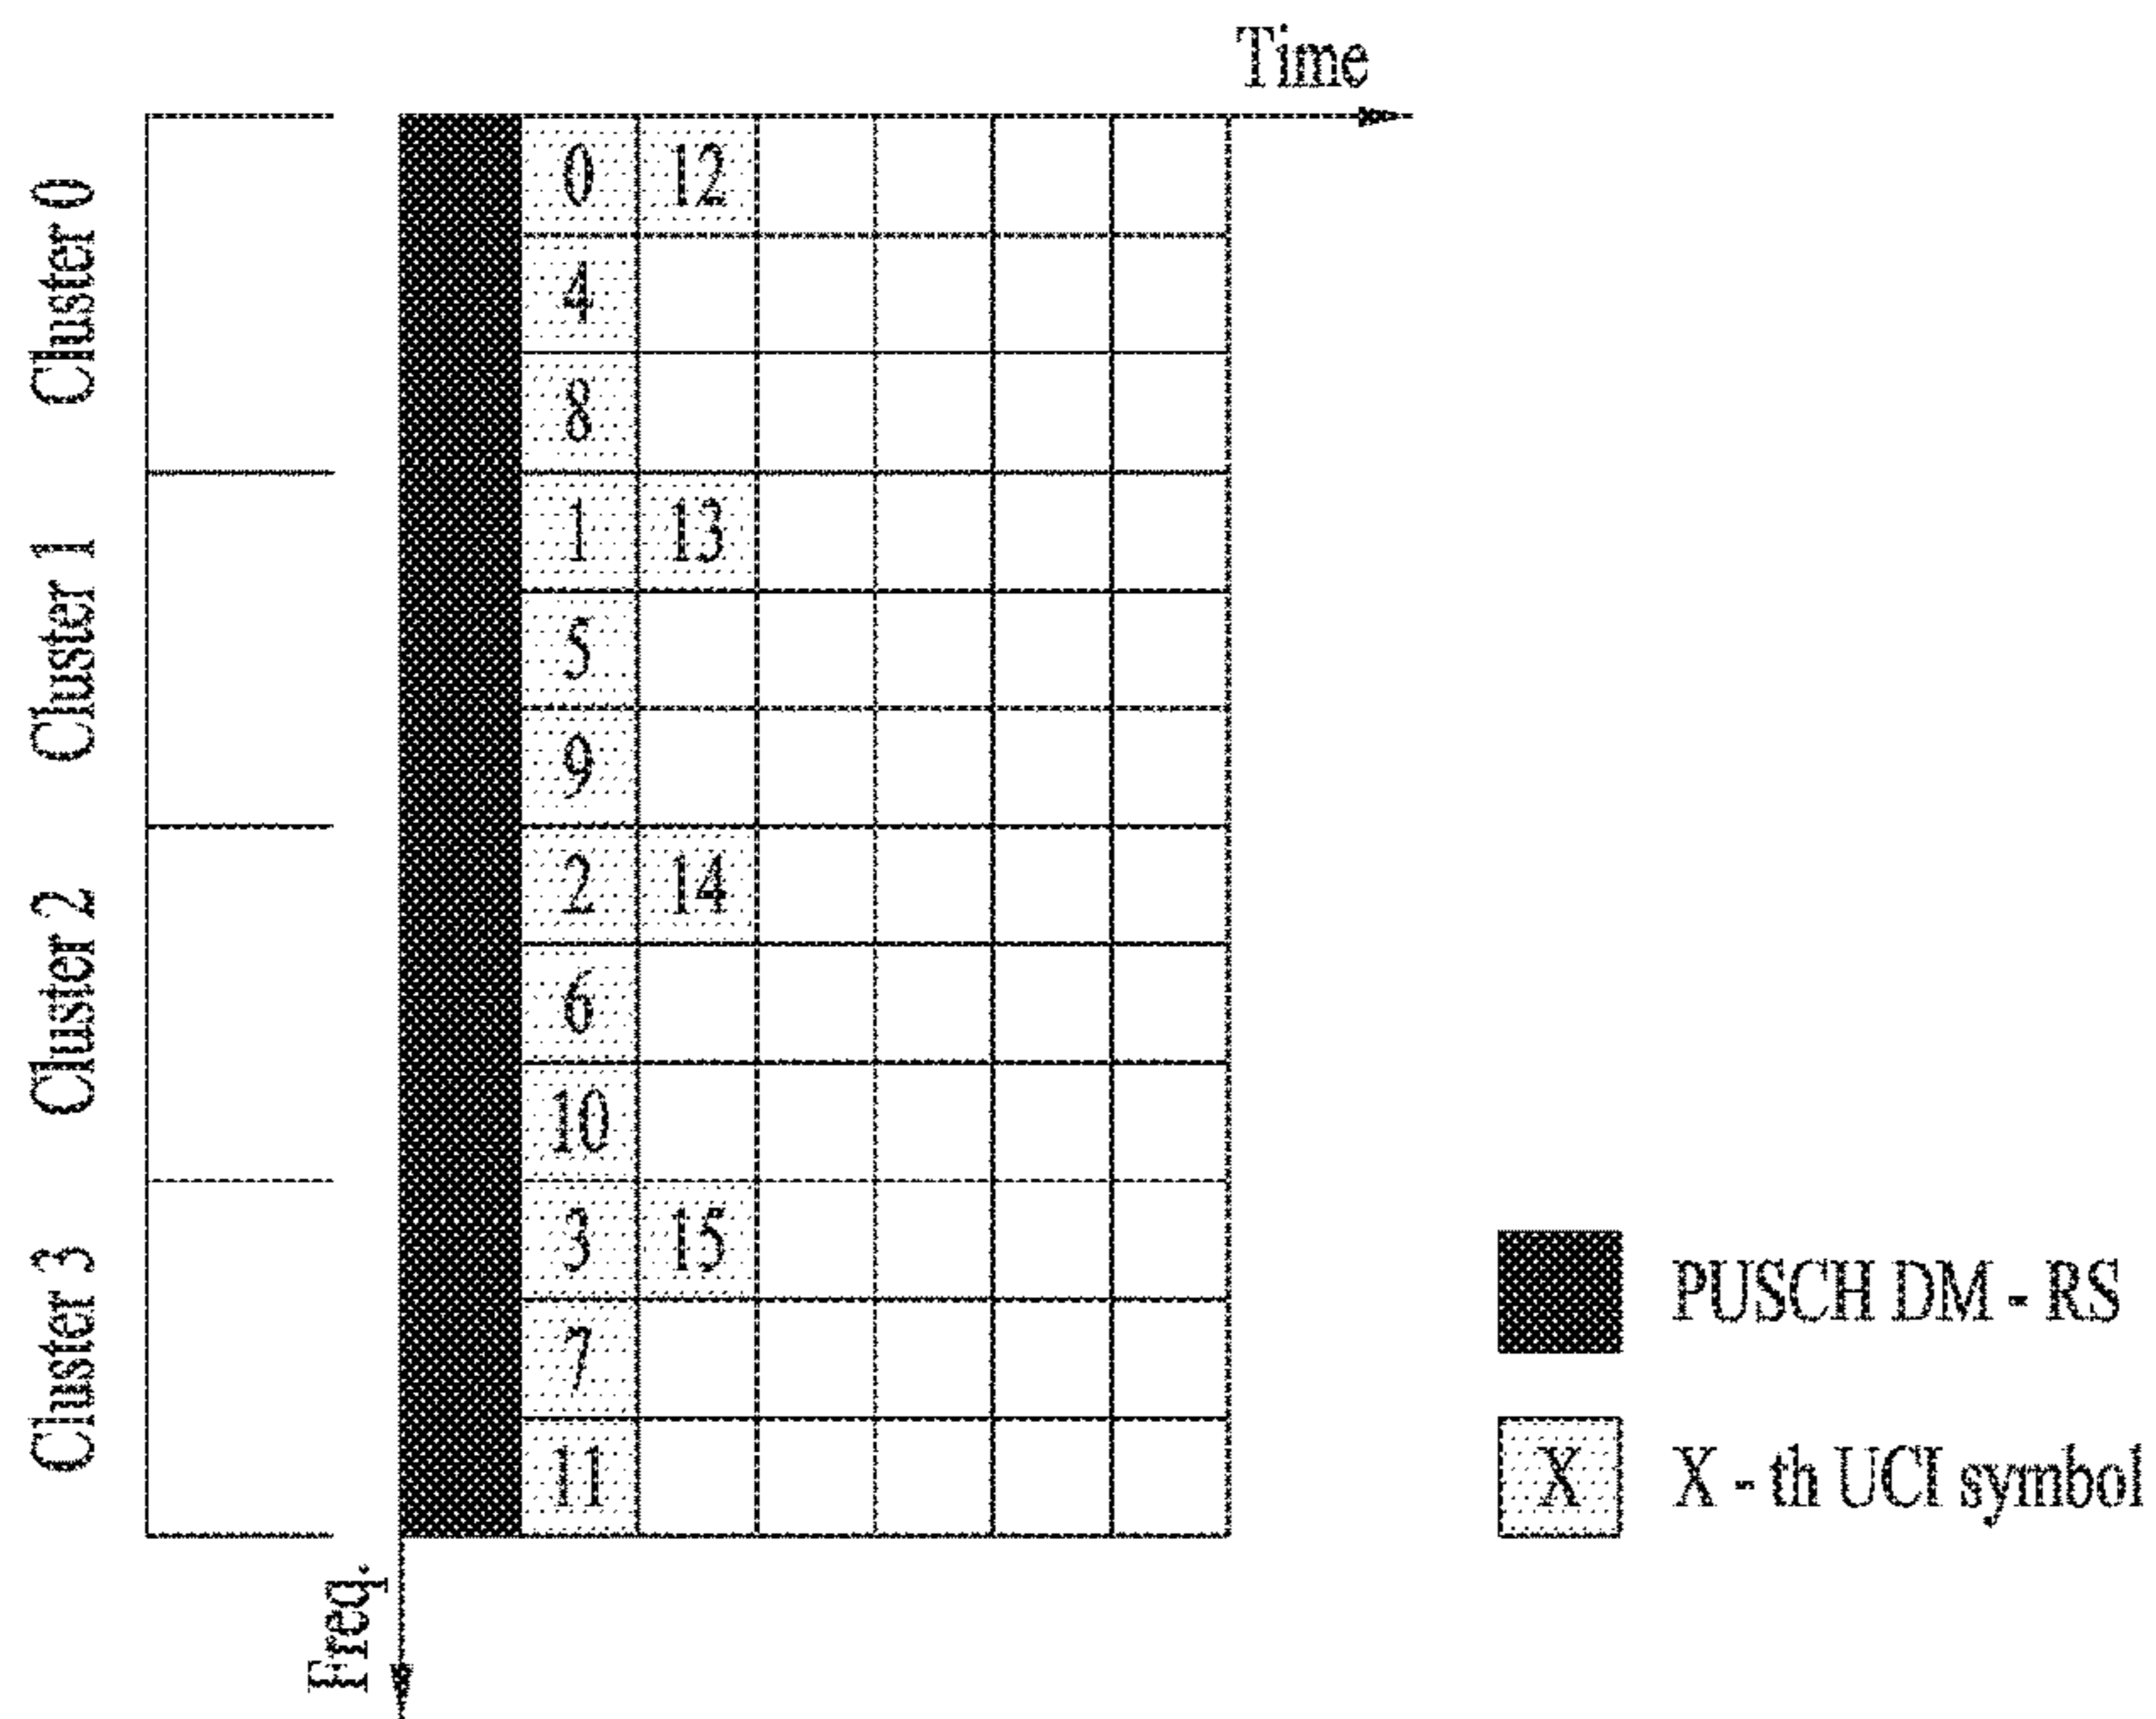 Time
Cluster 0
0 12
4
8
Cluster 1
1 13
5
9
Cluster 2
2 14
6
10
Cluster 3
3 15
7
11
Freq.
PUSCH DM - RS
X X - th UCI symbol